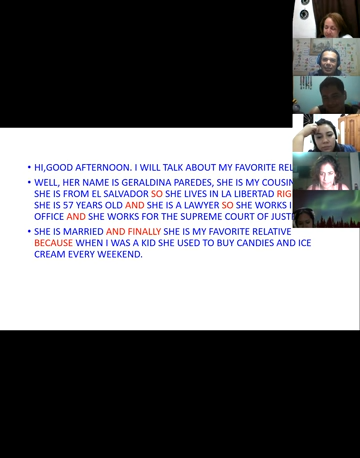 • HI,GOOD AFTERNOON. I WILL TALK ABOUT MY FAVORITE REL
• WELL, HER NAME IS GERALDINA PAREDES, SHE IS MY COUSIN
SHE IS FROM EL SALVADOR SO SHE LIVES IN LA LIBERTAD RIG
SHE IS 57 YEARS OLD AND SHE IS A LAWYER SO SHE WORKS I
OFFICE AND SHE WORKS FOR THE SUPREME COURT OF JUST
• SHE IS MARRIED AND FINALLY SHE IS MY FAVORITE RELATIVE
BECAUSE WHEN I WAS A KID SHE USED TO BUY CANDIES AND ICE
CREAM EVERY WEEKEND.